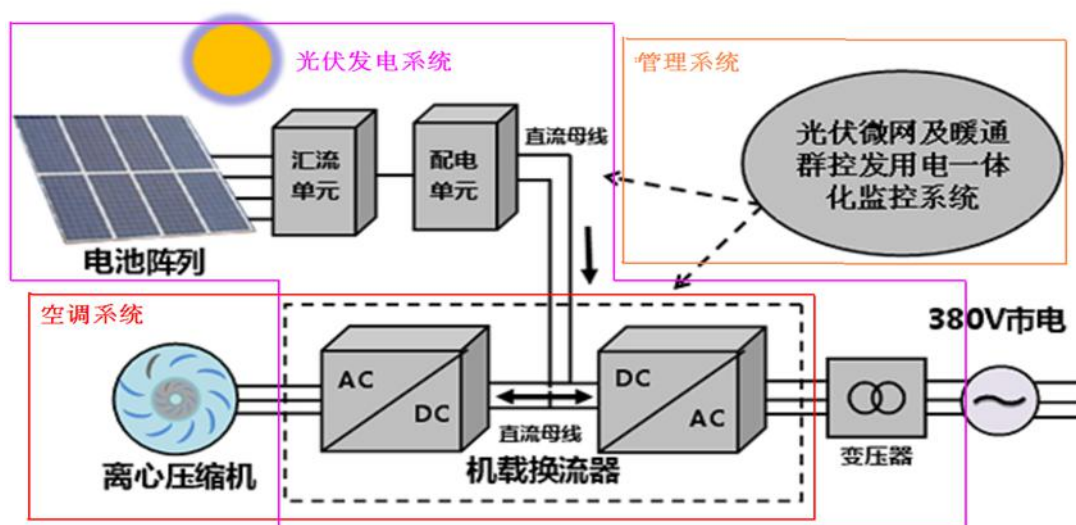 光伏发电系统
管理系统
汇流
单元
配电
单元
直流母线
光伏微网及暖通
群控发用电一体
化监控系统
电池阵列
空调系统
380V市电
AC
DC
DC
AC
直流母线
离心压缩机
机载换流器
变压器